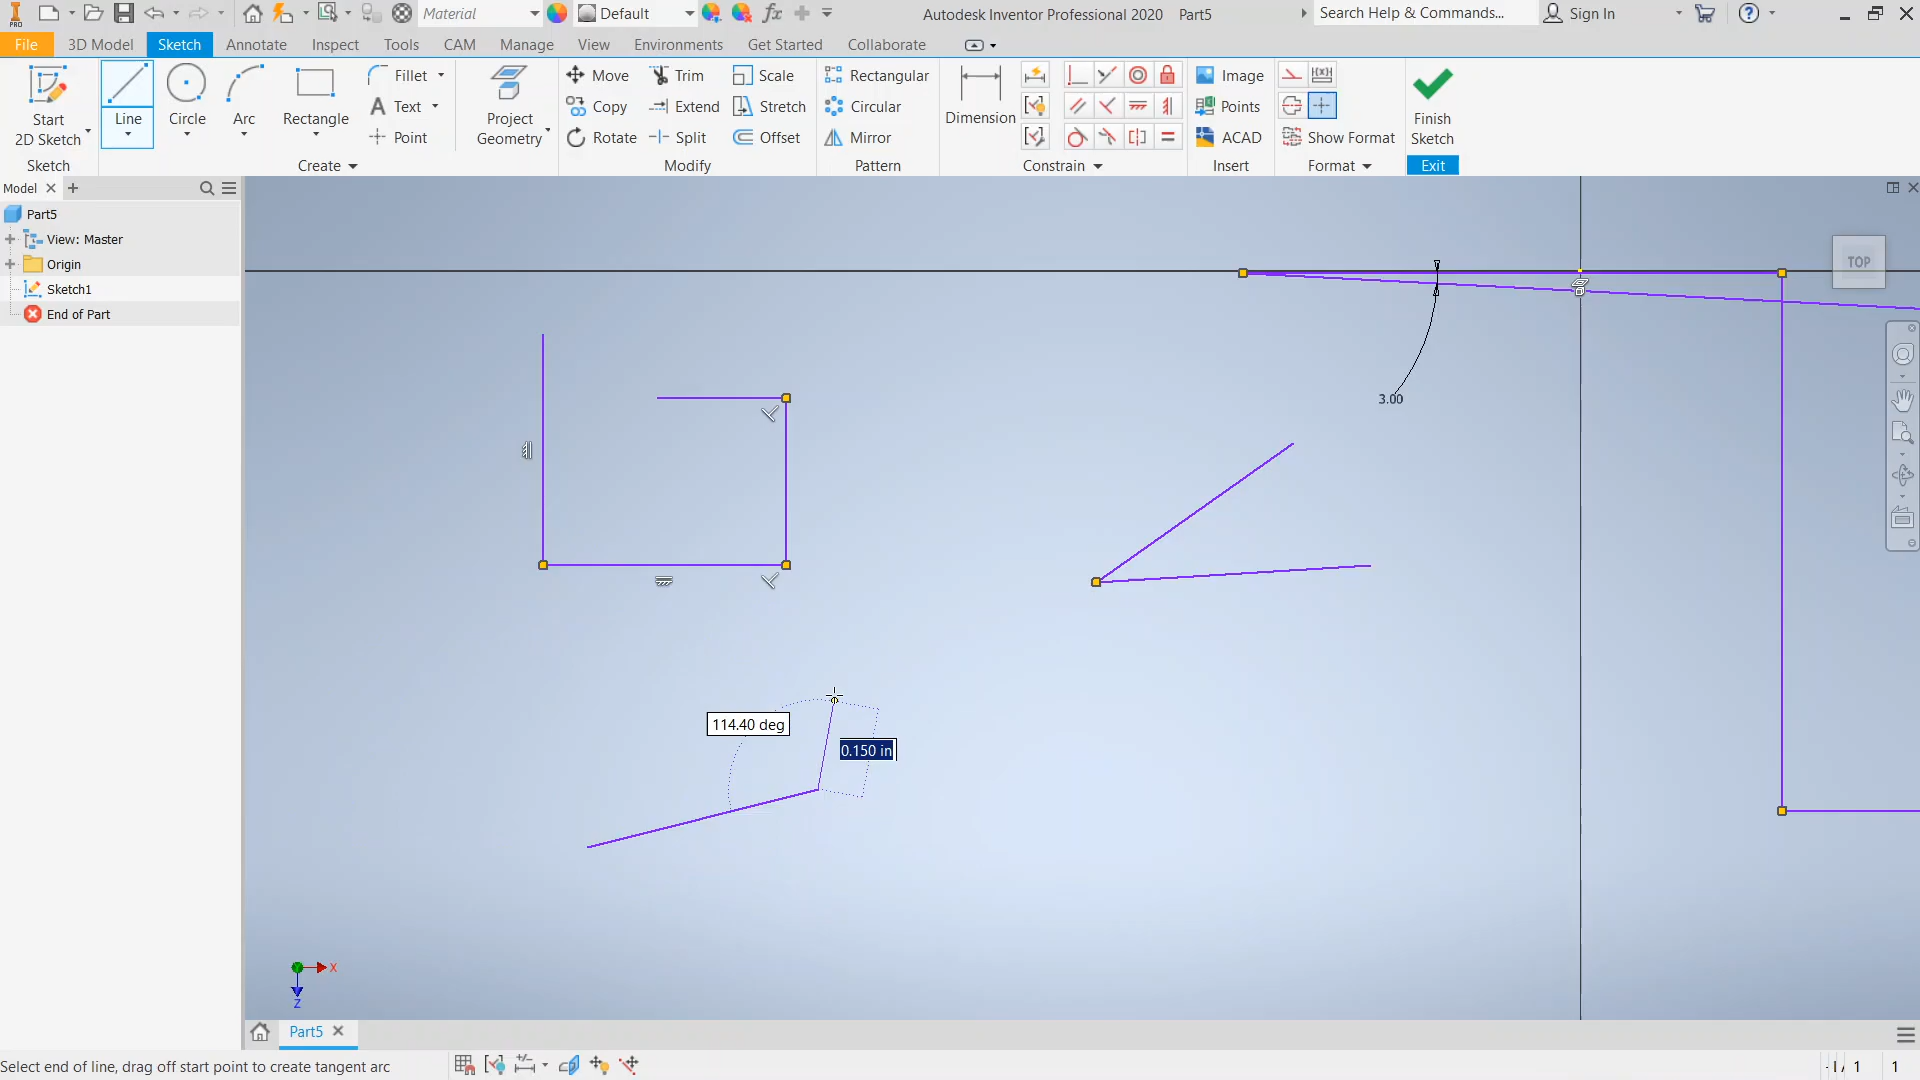 PRO
Material
Default
fx
Autodesk Inventor Professional 2020 Part5
Search Help & Commands...
Sign In
?
File
3D Model
Sketch
Annotate
Inspect
Tools
CAM
Manage
View
Environments
Get Started
Collaborate
Start
2D Sketch
Line
Circle
Arc
Rectangle
Fillet
Text
Point
Project
Geometry
Move
Copy
Rotate
Trim
Extend
Split
Scale
Stretch
Offset
Rectangular
Circular
Mirror
Dimension
Image
Points
ACAD
Show Format
Finish
Sketch
Sketch
Create
Modify
Pattern
Constrain
Insert
Format
Exit
Model
Part5
View: Master
Origin
Sketch1
End of Part
TOP
3.00
114.40 deg
0.150 in
X
Z
Part5
Select end of line, drag off start point to create tangent arc
1
1